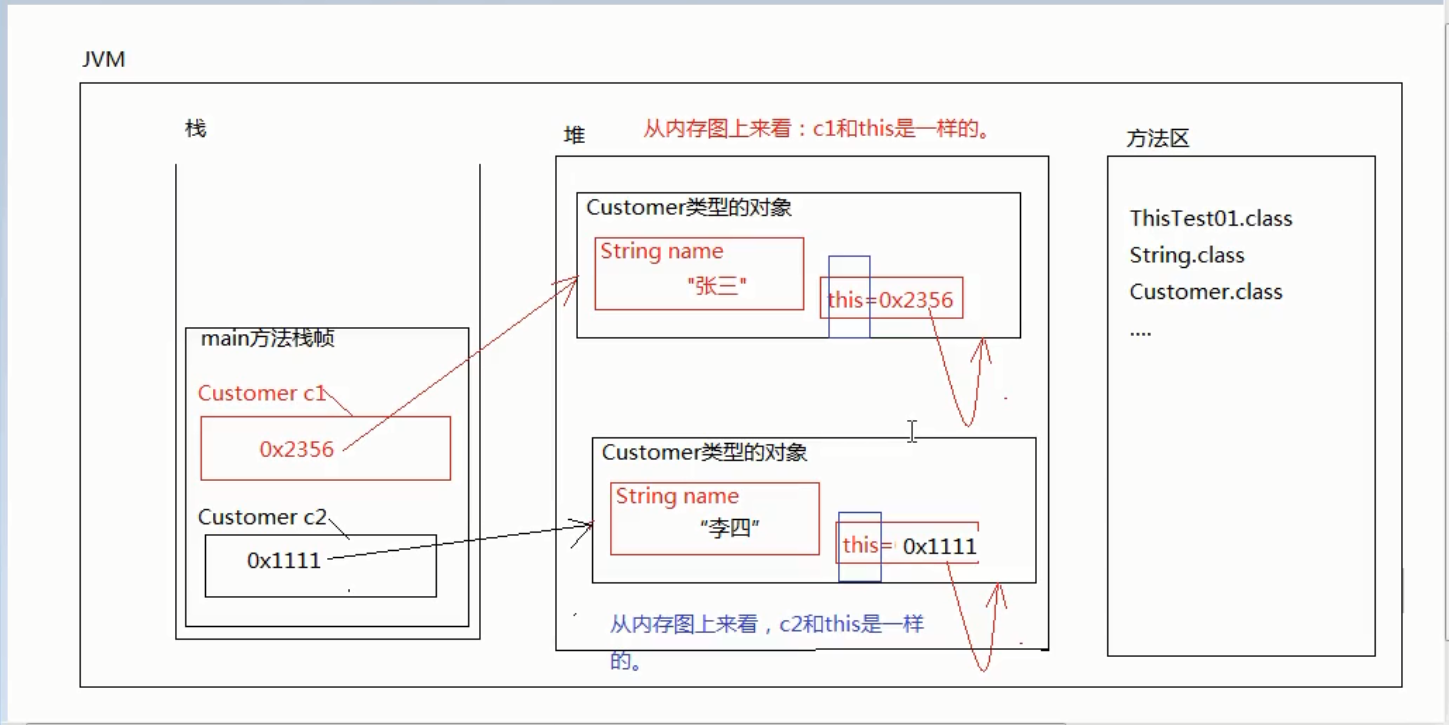 JVM
栈
堆
从内存图上来看：c1和this是一样的。
方法区
main方法栈帧
Customer c1
0x2356
Customer c2
0x1111
Customer类型的对象
String name
"张三"
this=0x2356
Customer类型的对象
String name
“李四”
this= 0x1111
从内存图上来看，c2和this是一样
的。
ThisTest01.class
String.class
Customer.class
....